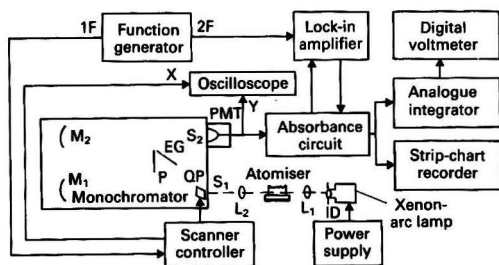 1F
Function
generator
2F
Lock-in
amplifier
Digital
voltmeter
X
Oscilloscope
Y
PMT
S2
M2
EG
P
QP
M1
Monochromator
S1
L2
Atomiser
L1
ID
Absorbance
circuit
Analogue
integrator
Strip-chart
recorder
Xenon-
arc lamp
Scanner
controller
Power
supply